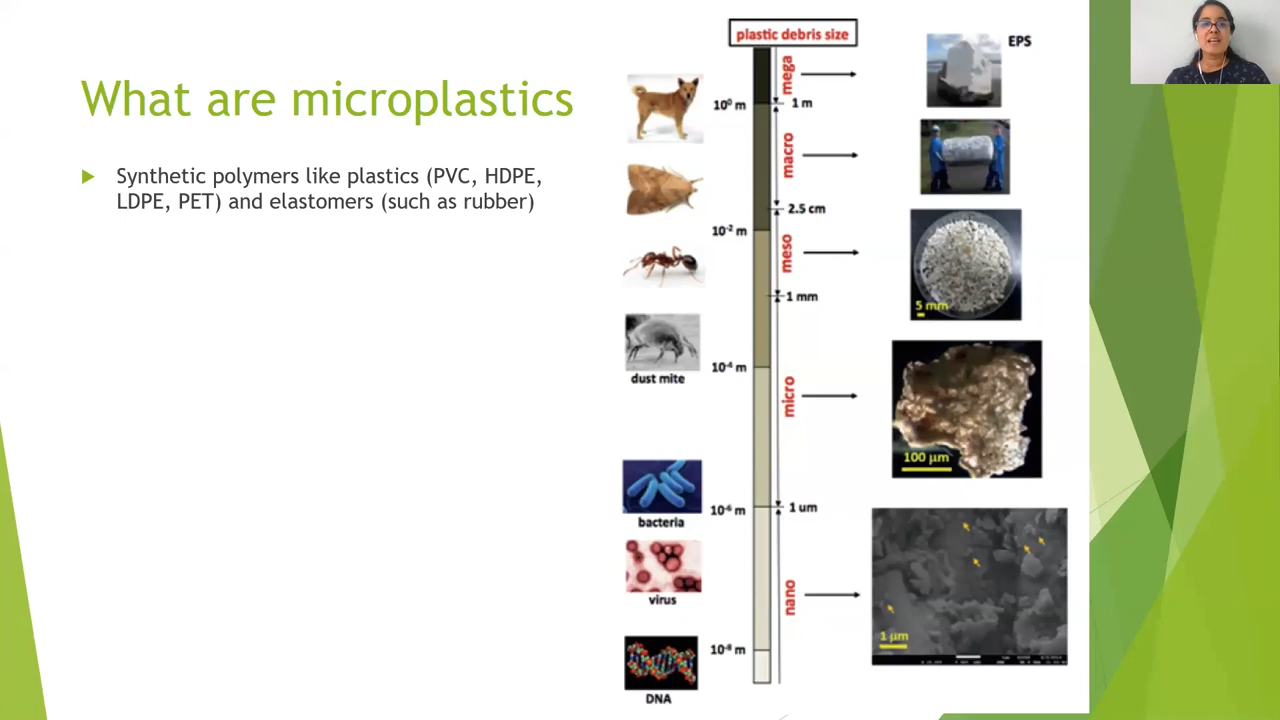 What are microplastics
Synthetic polymers like plastics (PVC, HDPE,
LDPE, PET) and elastomers (such as rubber)
plastic debris size
EPS
mega
10⁰ m
1 m
macro
2.5 cm
10⁻² m
meso
1 mm
5 mm
dust mite
10⁻⁴ m
micro
100 µm
bacteria
10⁻⁶ m
1 um
virus
nano
1 µm
10⁻⁸ m
DNA